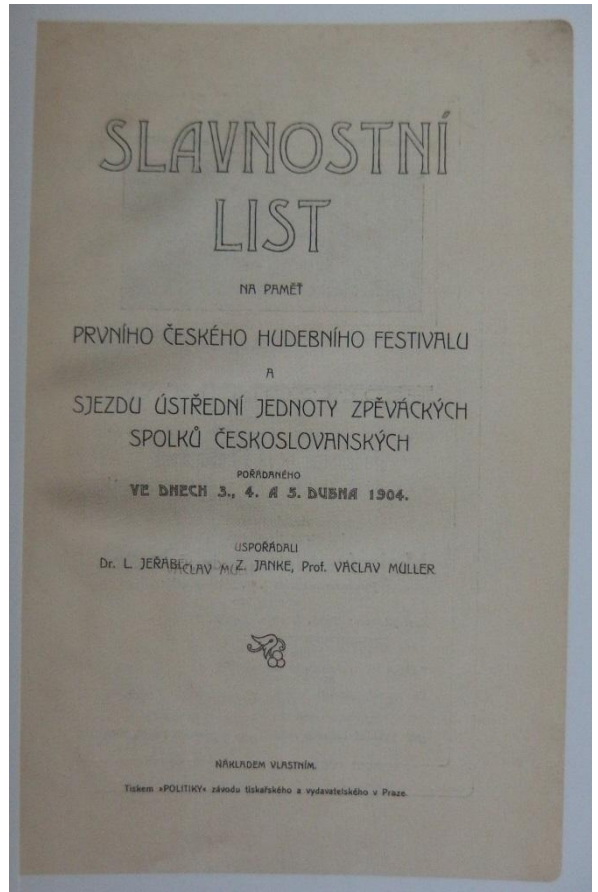 SLAVNOSTNÍ
LIST
NA PAMĚŤ
PRVNÍHO ČESKÉHO HUDEBNÍHO FESTIVALU
A
SJEZDU ÚSTŘEDNÍ JEDNOTY ZPĚVÁCKÝCH
SPOLKŮ ČESKOSLOVANSKÝCH
POŘÁDANÉHO
VE DNECH 3., 4. A 5. DUBNA 1904.
USPOŘÁDALI
Dr. L. Z. JANKE, Prof. VÁCLAV MÜLLER
NÁKLADEM VLASTNÍM.
Tiskem »POLITIKY« závodu tiskařského a vydavatelského v Praze.